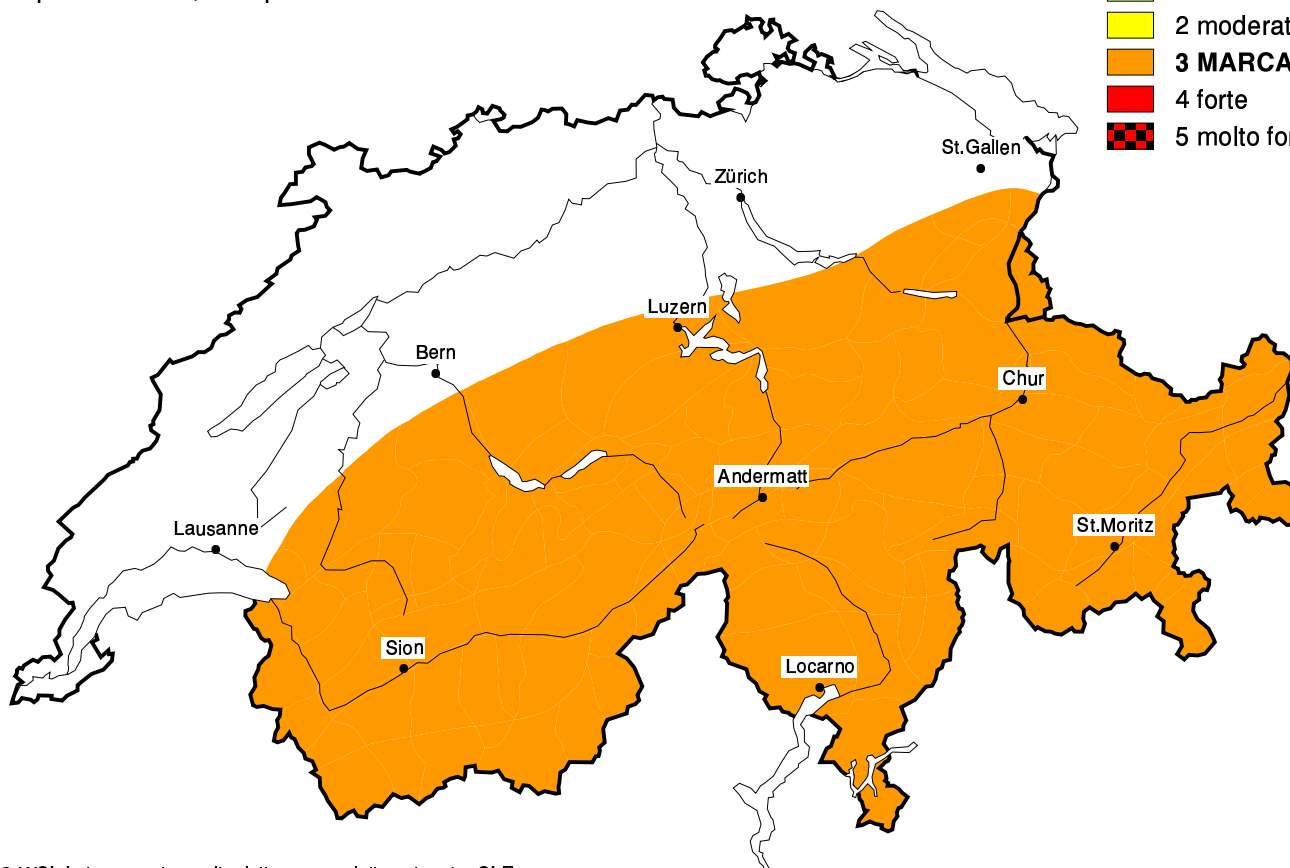 2 moderat
3 MARCA
4 forte
5 molto for
St.Gallen
Zürich
Luzern
Bern
Chur
Andermatt
Lausanne
St.Moritz
Sion
Locarno